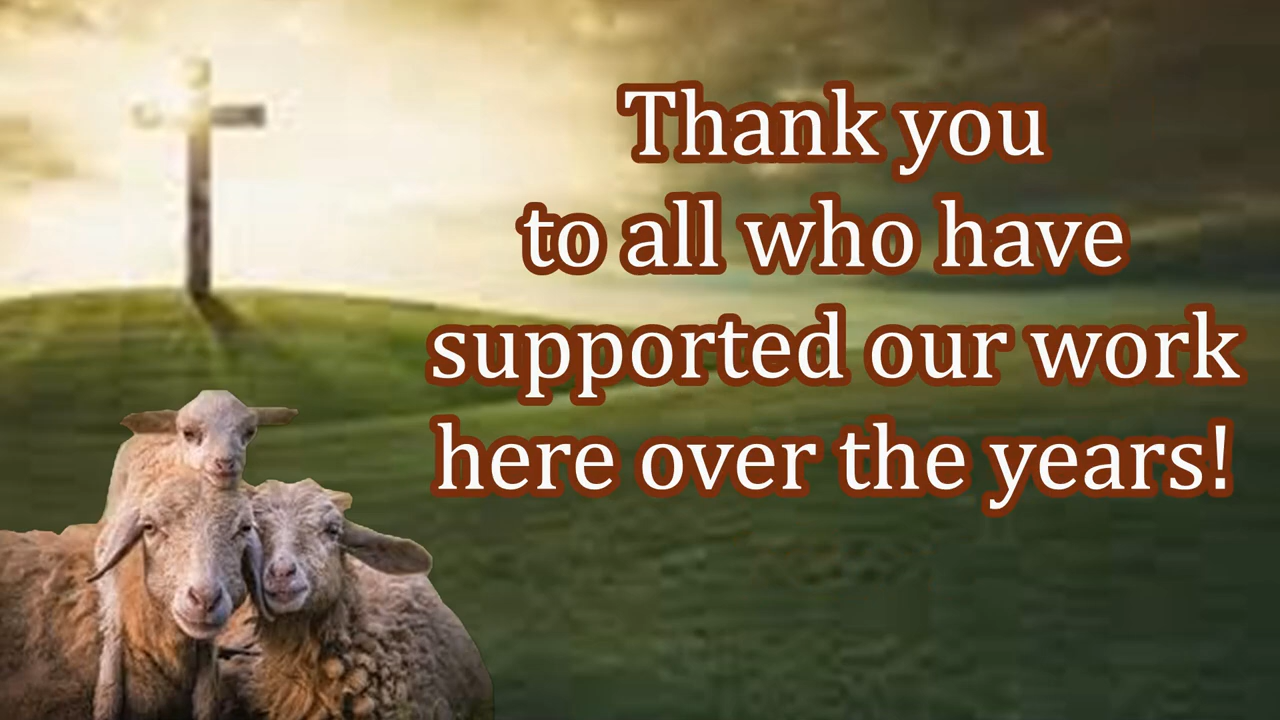 Thank you
to all who have
supported our work
here over the years!